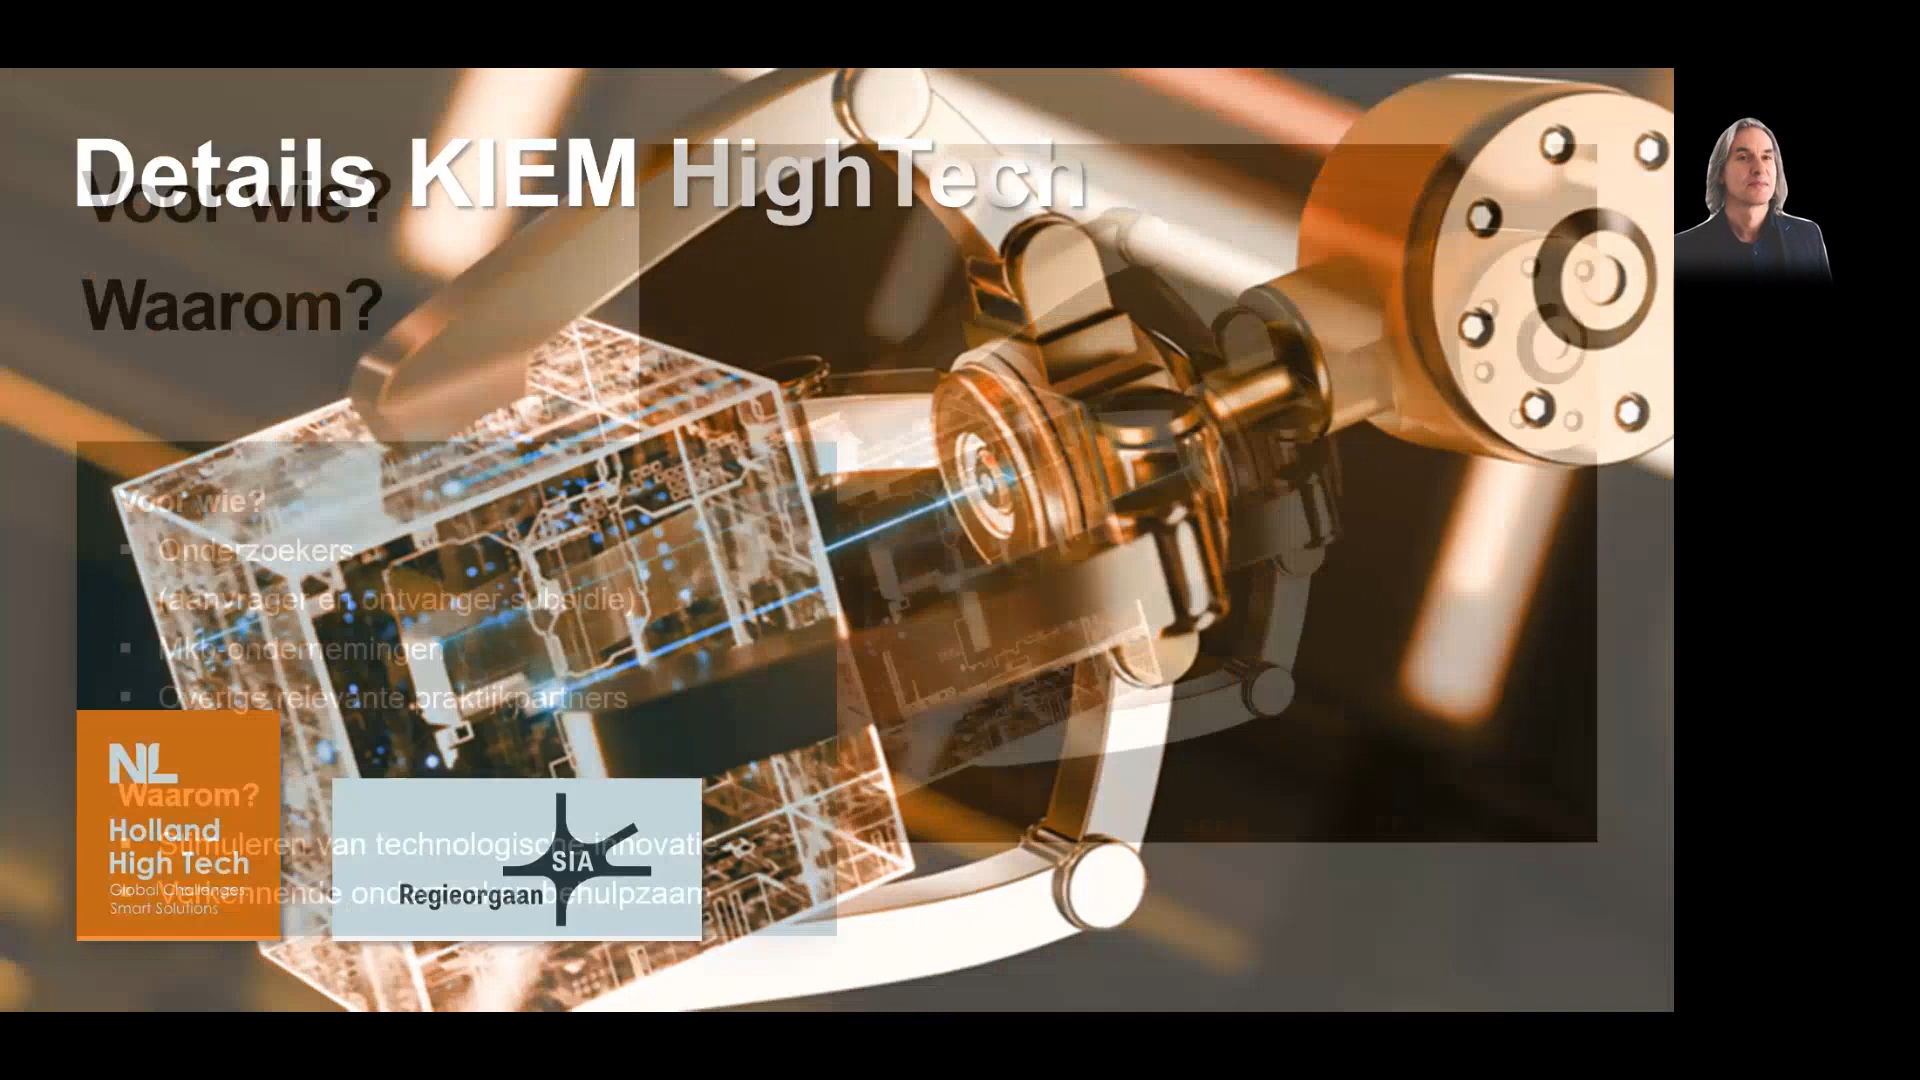 Details KIEM HighTech
Voor wie?
Waarom?
Voor wie?
Onderzoekers
(aanvrager en ontvanger subsidie)
Mkb-ondernemingen
Overige relevante praktijkpartners
Waarom?
Stimuleren van technologische innovatie
Verkennende onderzoeken behulpzaam
NL
Holland
High Tech
Global Challenges,
Smart Solutions
SIA
Regieorgaan